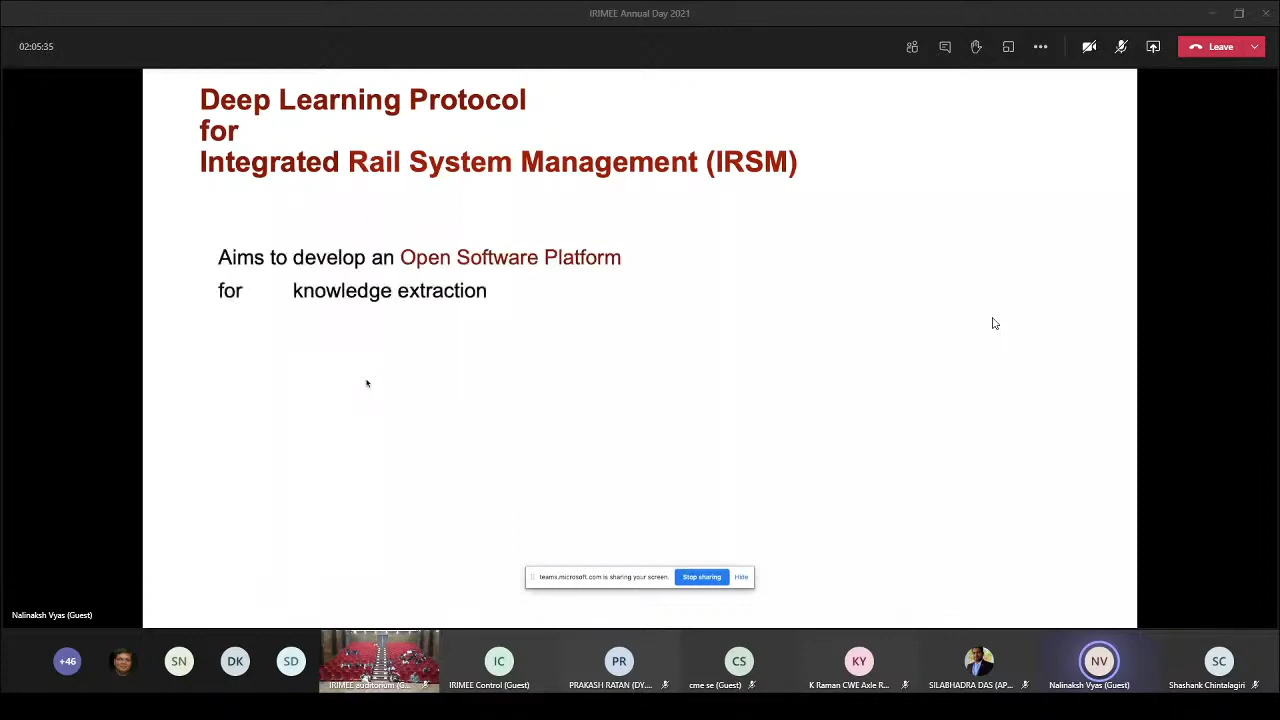 IRIMEE Annual Day 2021
02:05:35
Leave
Deep Learning Protocol
for
Integrated Rail System Management (IRSM)
Aims to develop an Open Software Platform
for knowledge extraction
teams.microsoft.com is sharing your screen.
Stop sharing
Hide
Nalinaksh Vyas (Guest)
+46
SN
DK
SD
IC
PR
CS
KY
NV
SC
IRIMEE auditorium (G...
IRIMEE Control (Guest)
PRAKASH RATAN (DY....
cme se (Guest)
K Raman CWE Axle R...
SILABHADRA DAS (AP...
Nalinaksh Vyas (Guest)
Shashank Chintalagiri